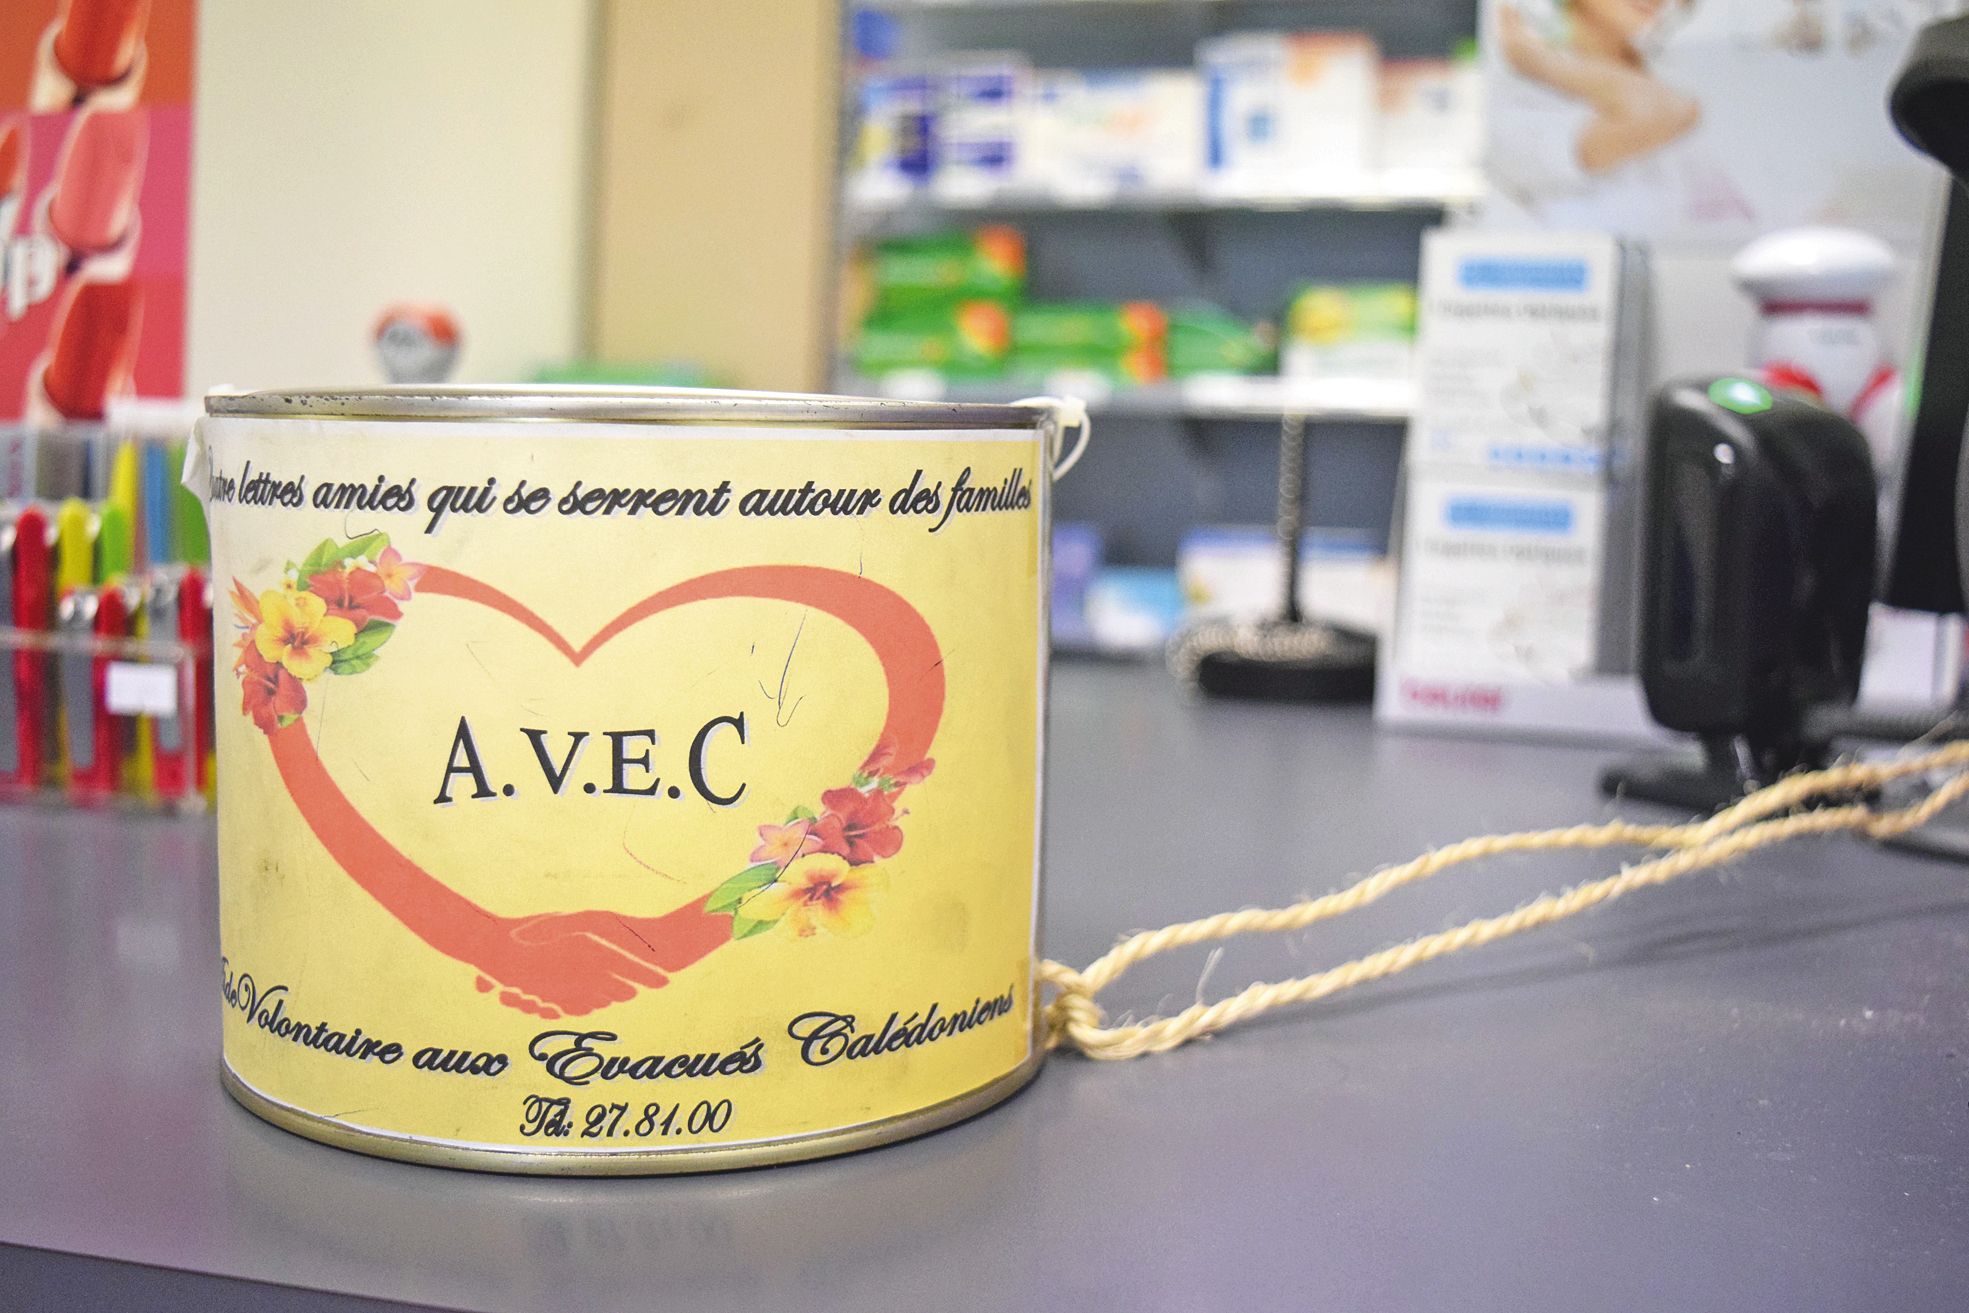 lettres amies qui se serrent autour des familles
A.V.E.C
Volontaire aux Evacués Calédoniens
Tél: 27.81.00